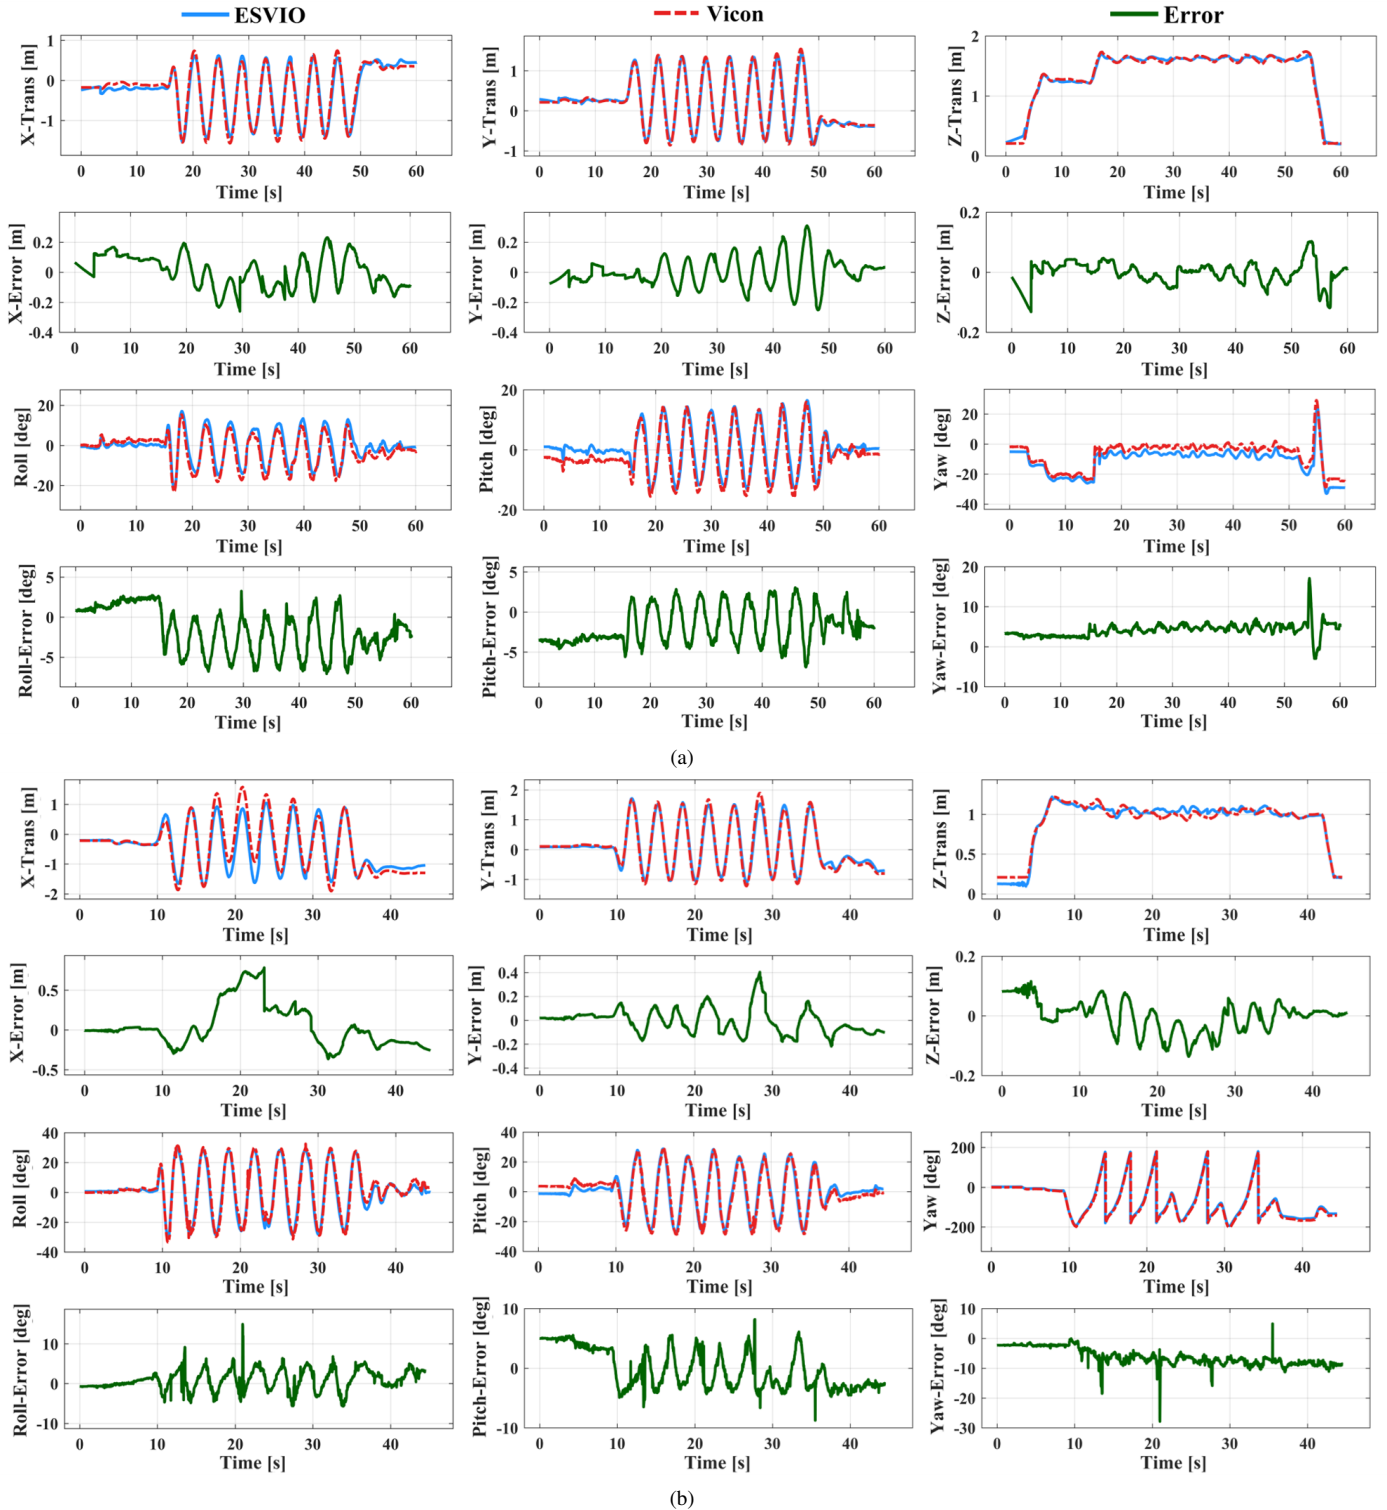 ESVIO Vicon Error
X-Trans [m]
1
0
-1
0 10 20 30 40 50 60
Time [s]
Y-Trans [m]
1
0
-1
0 10 20 30 40 50 60
Time [s]
Z-Trans [m]
2
1
0
0 10 20 30 40 50 60
Time [s]
X-Error [m]
0.2
0
-0.2
-0.4
0 10 20 30 40 50 60
Time [s]
Y-Error [m]
0.2
0
-0.2
-0.4
0 10 20 30 40 50 60
Time [s]
Z-Error [m]
0.2
0
0.2
0 10 20 30 40 50 60
Time [s]
Roll [deg]
20
0
-20
0 10 20 30 40 50 60
Time [s]
Pitch [deg]
20
0
-20
0 10 20 30 40 50 60
Time [s]
Yaw [deg]
20
0
-20
-40
0 10 20 30 40 50 60
Time [s]
Roll-Error [deg]
5
0
-5
0 10 20 30 40 50 60
Time [s]
Pitch-Error [deg]
5
0
-5
0 10 20 30 40 50 60
Time [s]
Yaw-Error [deg]
20
10
0
-10
0 10 20 30 40 50 60
Time [s]
(a)
X-Trans [m]
1
0
-1
-2
0 10 20 30 40
Time [s]
Y-Trans [m]
2
1
0
-1
0 10 20 30 40
Time [s]
Z-Trans [m]
1
0.5
0
0 10 20 30 40
Time [s]
X-Error [m]
0.5
0
-0.5
0 10 20 30 40
Time [s]
Y-Error [m]
0.4
0.2
0
-0.2
-0.4
0 10 20 30 40
Time [s]
Z-Error [m]
0.2
0
-0.2
0 10 20 30 40
Time [s]
Roll [deg]
40
20
0
-20
-40
0 10 20 30 40
Time [s]
Pitch [deg]
40
20
0
-20
-40
0 10 20 30 40
Time [s]
Yaw [deg]
200
0
-200
0 10 20 30 40
Time [s]
Roll-Error [deg]
10
0
-10
0 10 20 30 40
Time [s]
Pitch-Error [deg]
10
0
-10
0 10 20 30 40
Time [s]
Yaw-Error [deg]
10
0
-10
-20
-30
0 10 20 30 40
Time [s]
(b)